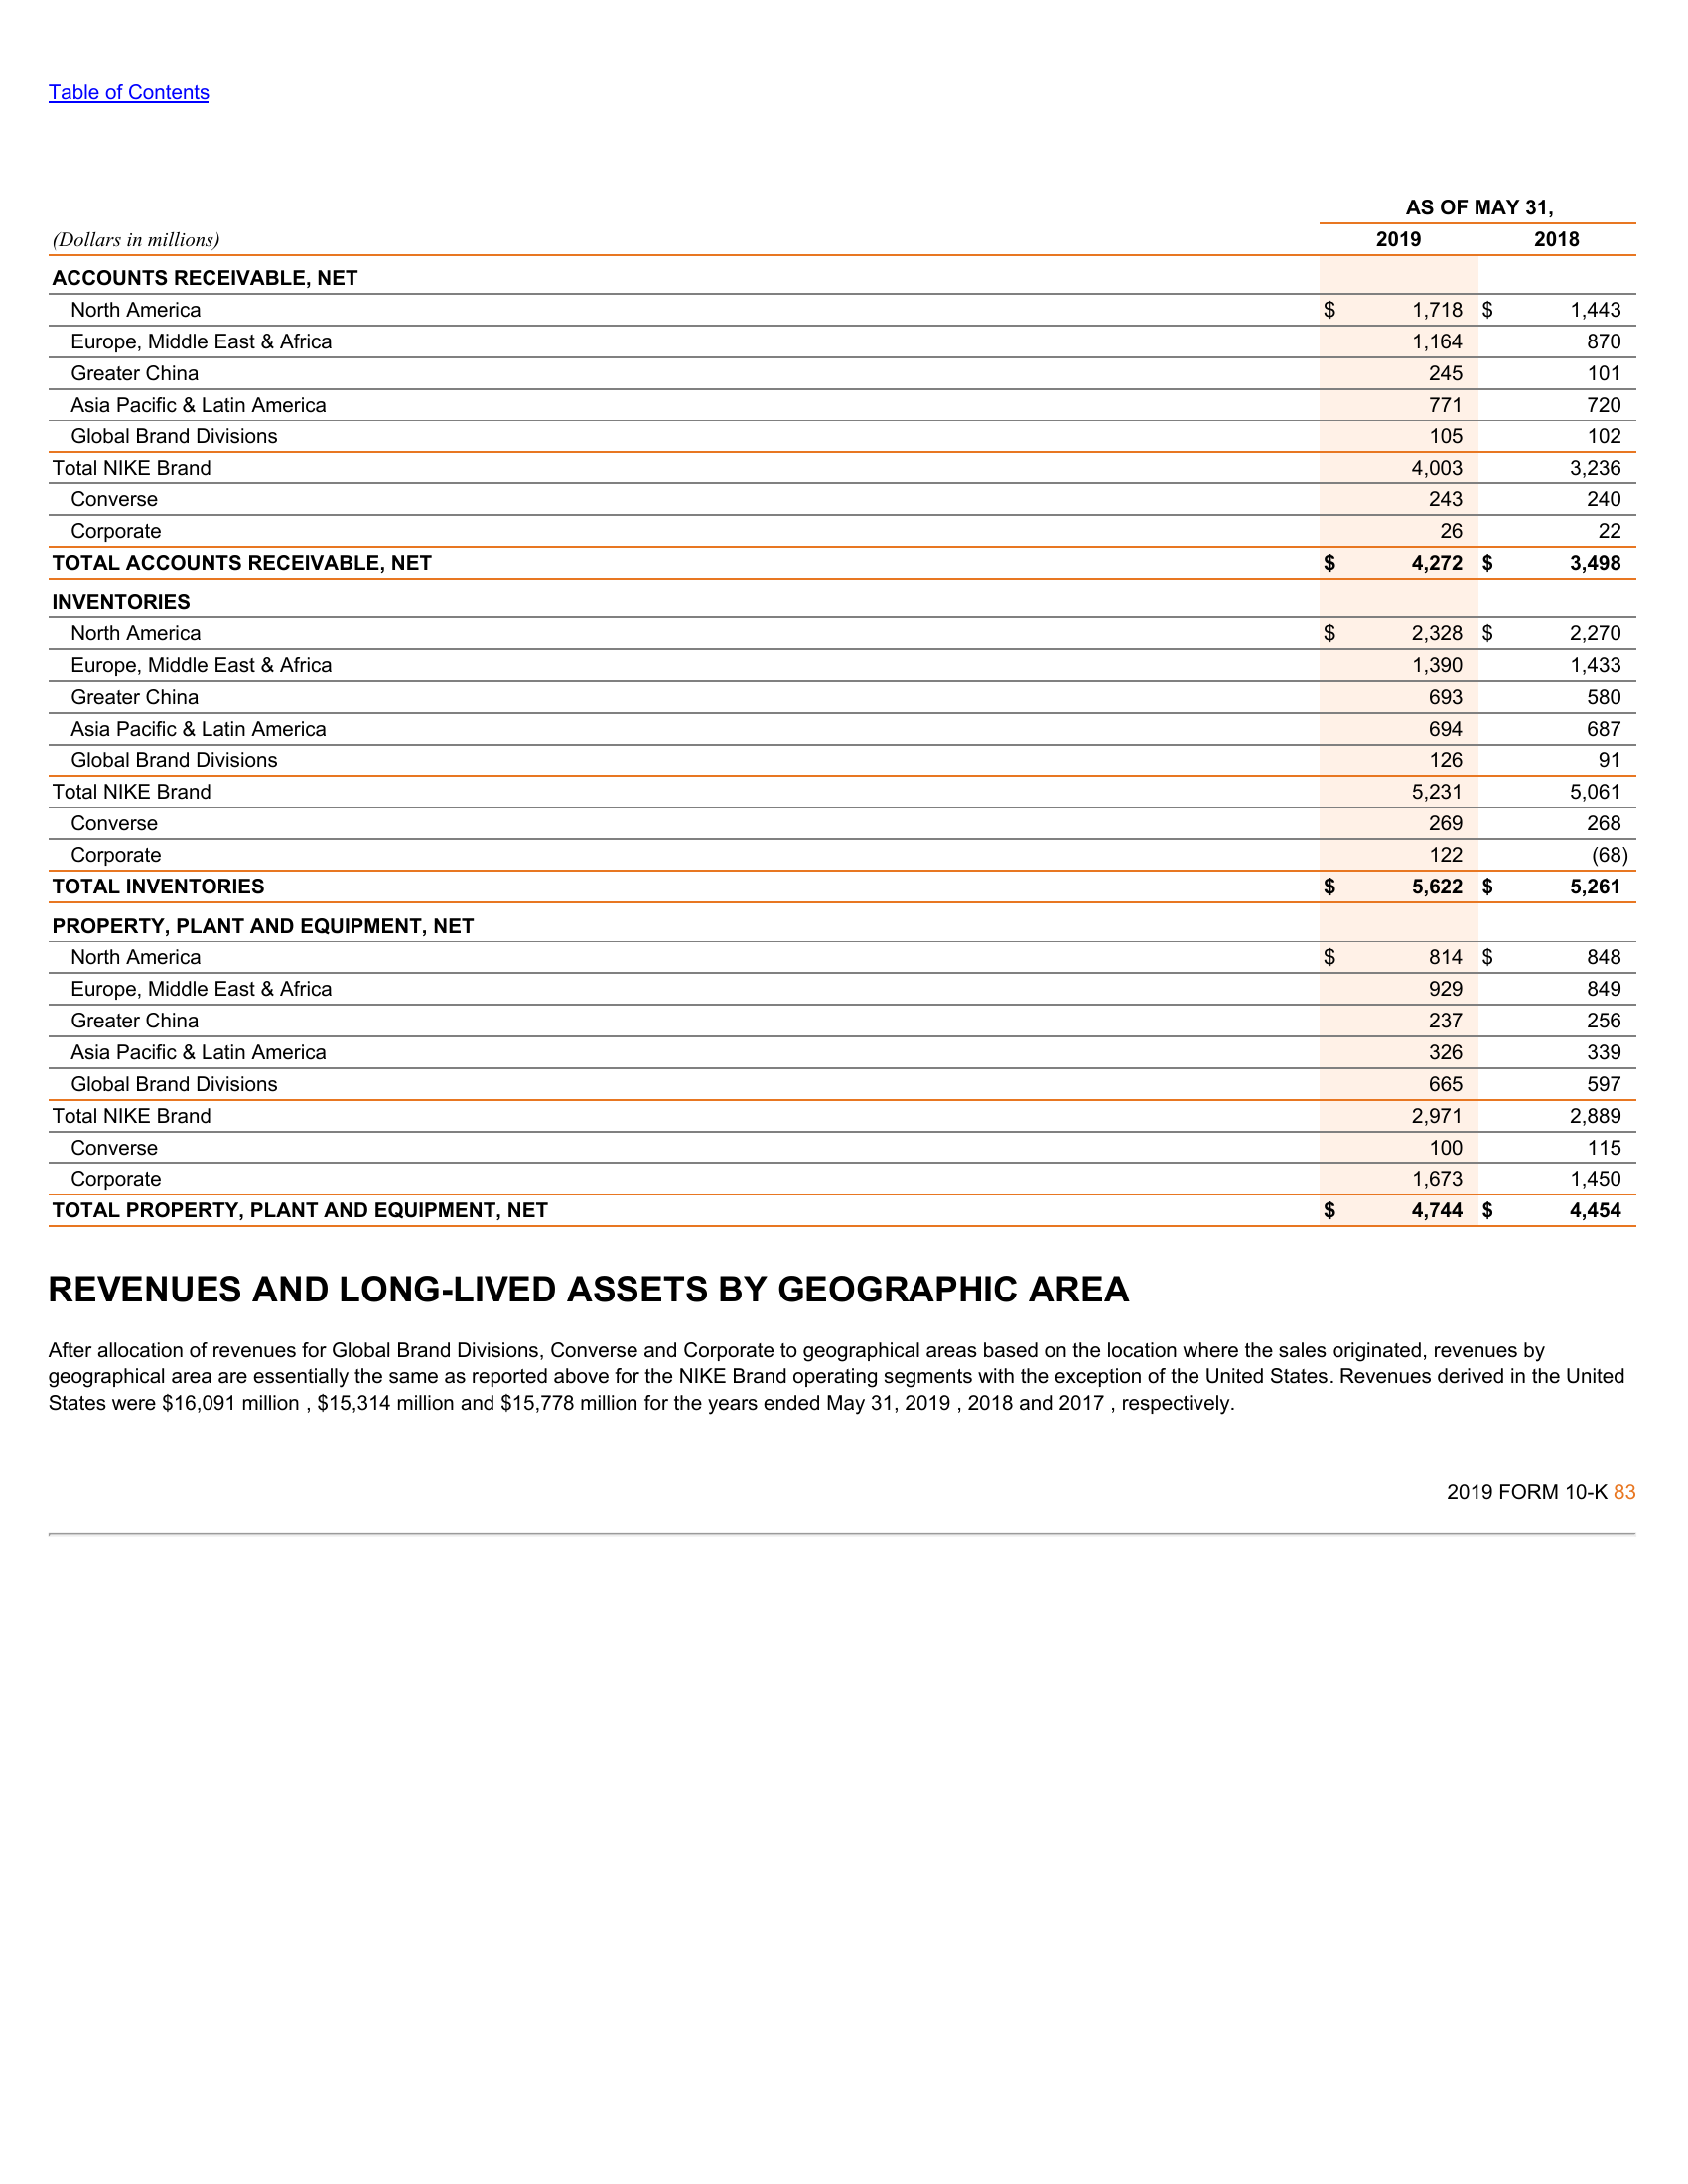 Table of Contents
AS OF MAY 31,
(Dollars in millions) 2019 2018
ACCOUNTS RECEIVABLE, NET
North America $ 1,718 $ 1,443
Europe, Middle East & Africa 1,164 870
Greater China 245 101
Asia Pacific & Latin America 771 720
Global Brand Divisions 105 102
Total NIKE Brand 4,003 3,236
Converse 243 240
Corporate 26 22
TOTAL ACCOUNTS RECEIVABLE, NET $ 4,272 $ 3,498
INVENTORIES
North America $ 2,328 $ 2,270
Europe, Middle East & Africa 1,390 1,433
Greater China 693 580
Asia Pacific & Latin America 694 687
Global Brand Divisions 126 91
Total NIKE Brand 5,231 5,061
Converse 269 268
Corporate 122 (68)
TOTAL INVENTORIES $ 5,622 $ 5,261
PROPERTY, PLANT AND EQUIPMENT, NET
North America $ 814 $ 848
Europe, Middle East & Africa 929 849
Greater China 237 256
Asia Pacific & Latin America 326 339
Global Brand Divisions 665 597
Total NIKE Brand 2,971 2,889
Converse 100 115
Corporate 1,673 1,450
TOTAL PROPERTY, PLANT AND EQUIPMENT, NET $ 4,744 $ 4,454
REVENUES AND LONG-LIVED ASSETS BY GEOGRAPHIC AREA
After allocation of revenues for Global Brand Divisions, Converse and Corporate to geographical areas based on the location where the sales originated, revenues by
geographical area are essentially the same as reported above for the NIKE Brand operating segments with the exception of the United States. Revenues derived in the United
States were $16,091 million , $15,314 million and $15,778 million for the years ended May 31, 2019 , 2018 and 2017 , respectively.
2019 FORM 10-K 83